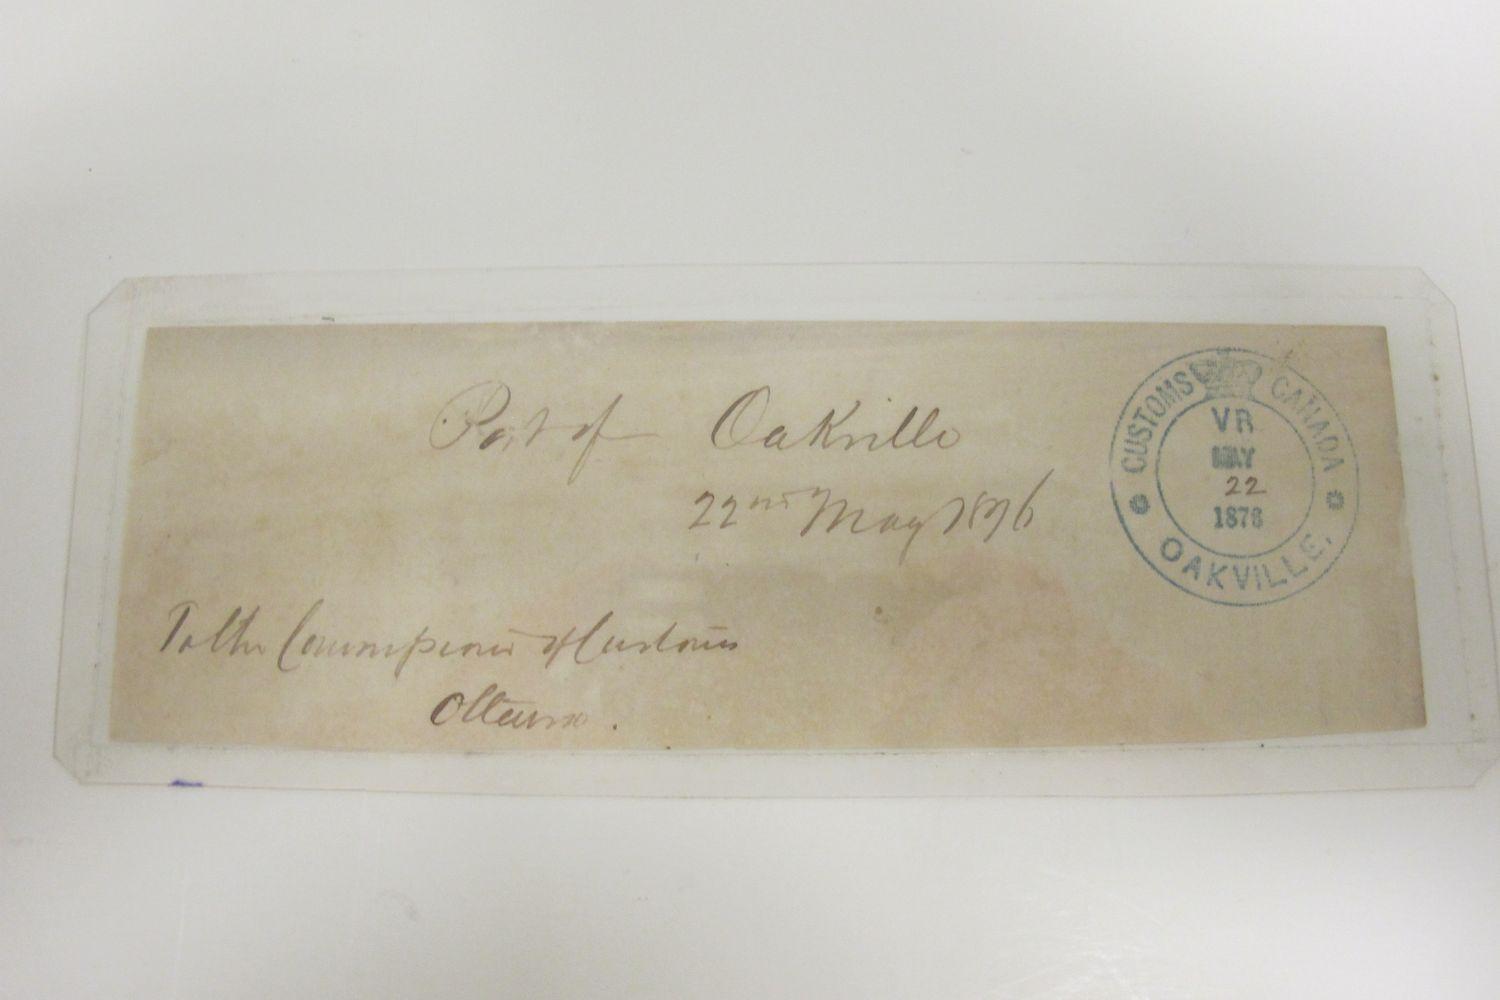 Port of Oakville
22nd May 1876
To the Commissioner of Customs
Ottawa.
CUSTOMS CANADA
VR
MAY
22
1876
OAKVILLE.